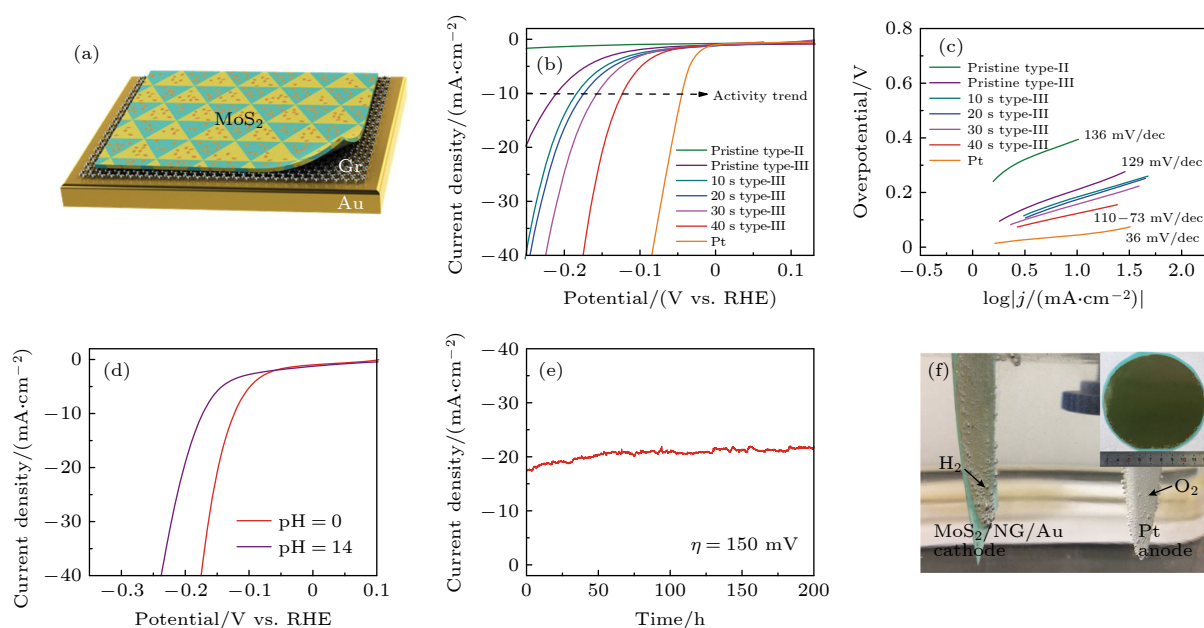 (a)
MoS2
Gr
Au
Current density/(mA·cm−2)
0
−10
−20
−30
−40
(b)
Activity trend
Pristine type-II
Pristine type-III
10 s type-III
20 s type-III
30 s type-III
40 s type-III
Pt
−0.2
−0.1
0
0.1
Potential/(V vs. RHE)
Overpotential/V
0.8
0.6
0.4
0.2
0
(c)
Pristine type-II
Pristine type-III
10 s type-III
20 s type-III
30 s type-III
40 s type-III
Pt
136 mV/dec
129 mV/dec
110−73 mV/dec
36 mV/dec
−0.5
0
0.5
1.0
1.5
2.0
log|j/(mA·cm−2)|
Current density/(mA·cm−2)
0
−10
−20
−30
−40
(d)
pH = 0
pH = 14
−0.3
−0.2
−0.1
0
0.1
Potential/V vs. RHE
Current density/(mA·cm−2)
−40
−30
−20
−10
0
(e)
η = 150 mV
0
50
100
150
200
Time/h
(f)
H2
O2
MoS2/NG/Au
cathode
Pt
anode